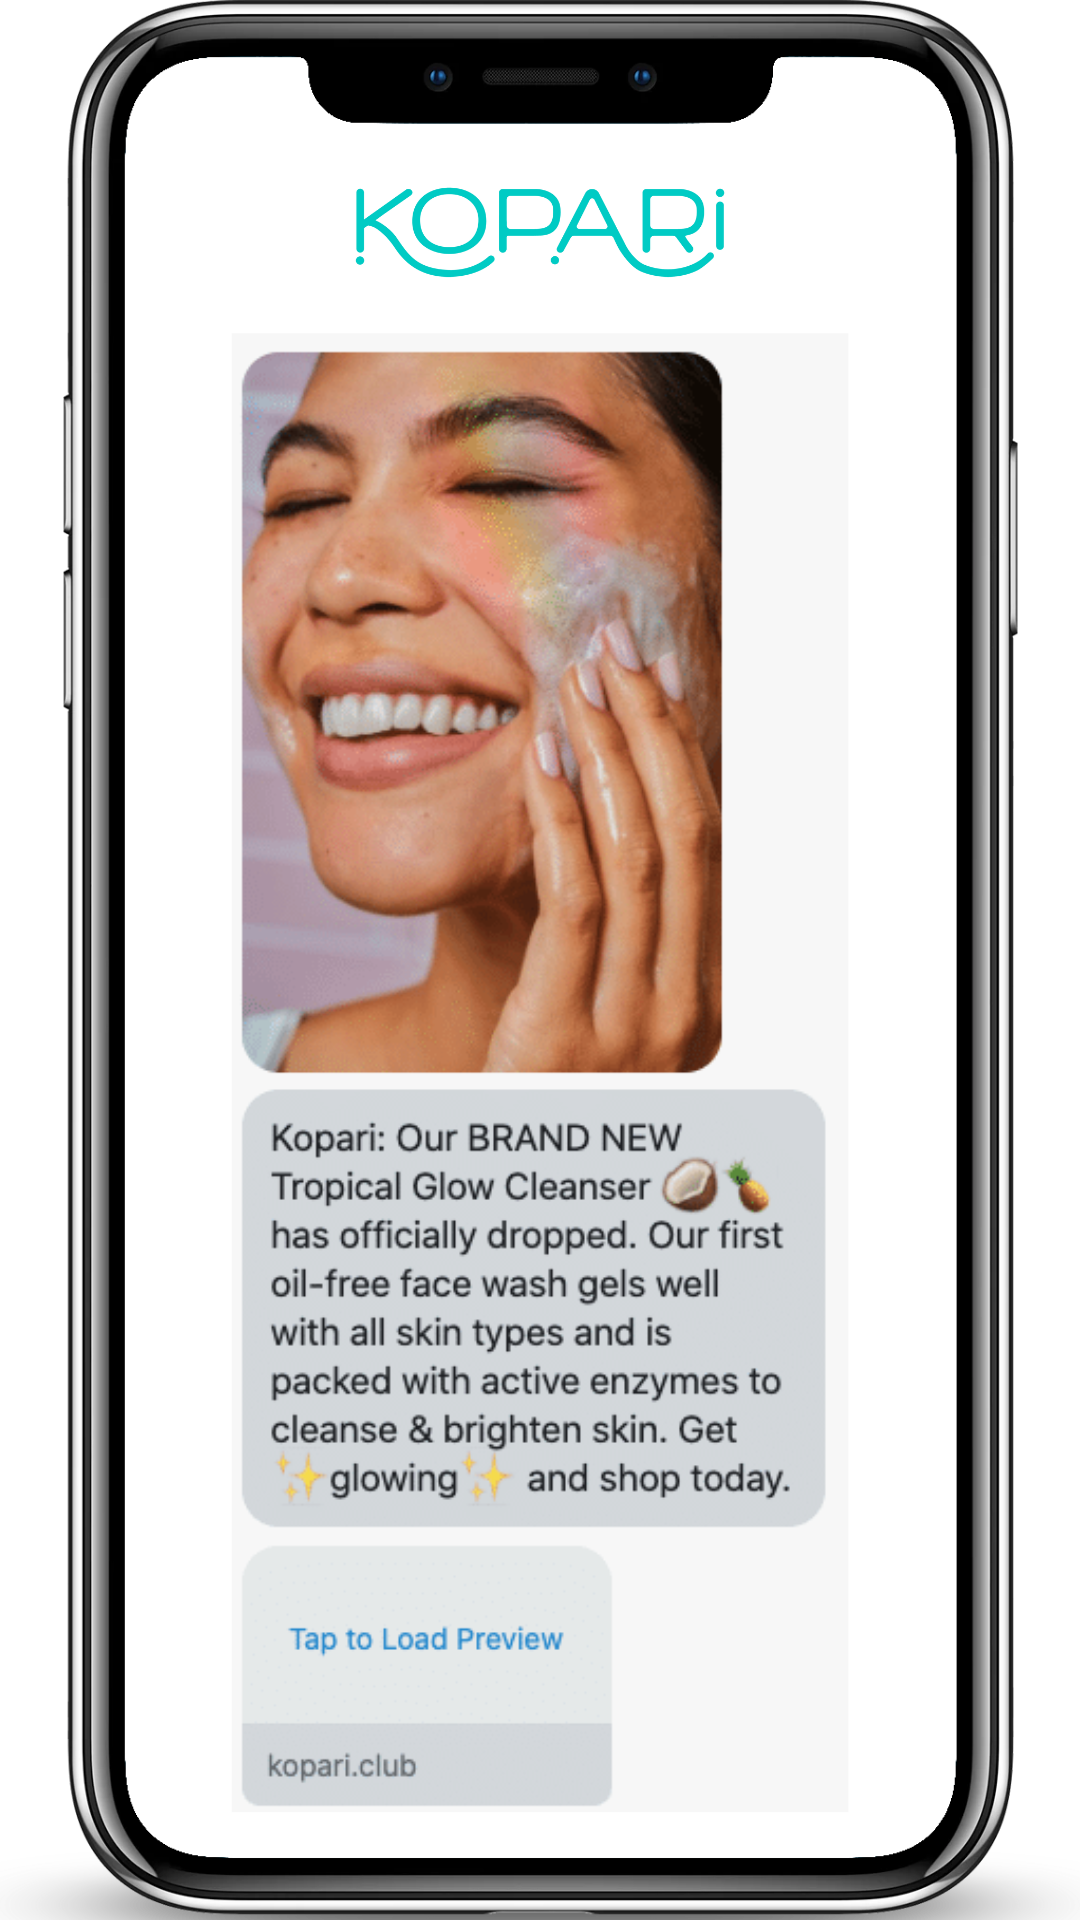 KOPARi
Kopari: Our BRAND NEW
Tropical Glow Cleanser 🥥🍍
has officially dropped. Our first
oil-free face wash gels well
with all skin types and is
packed with active enzymes to
cleanse & brighten skin. Get
✨glowing✨ and shop today.
Tap to Load Preview
kopari.club